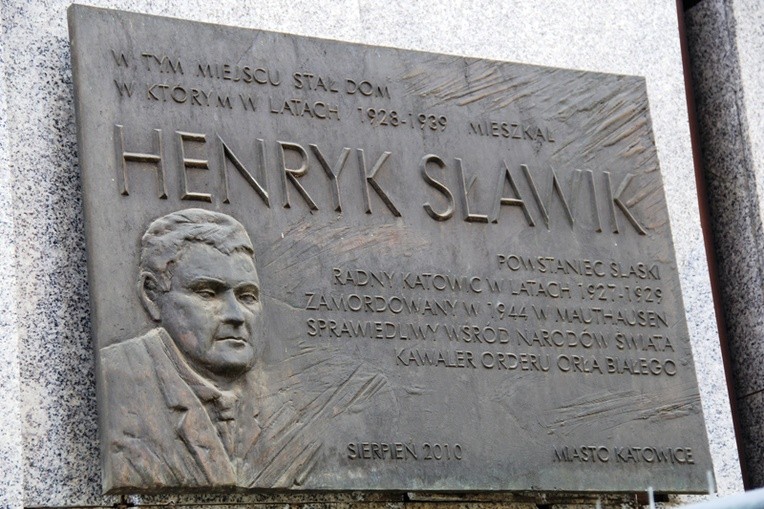 W TYM MIEJSCU STAŁ DOM
W KTÓRYM W LATACH 1928-1939 MIESZKAŁ
HENRYK SŁAWIK
POWSTANIEC ŚLĄSKI
RADNY KATOWIC W LATACH 1927-1929
ZAMORDOWANY W 1944 W MAUTHAUSEN
SPRAWIEDLIWY WŚRÓD NARODÓW ŚWIATA
KAWALER ORDERU ORŁA BIAŁEGO
SIERPIEŃ 2010 MIASTO KATOWICE